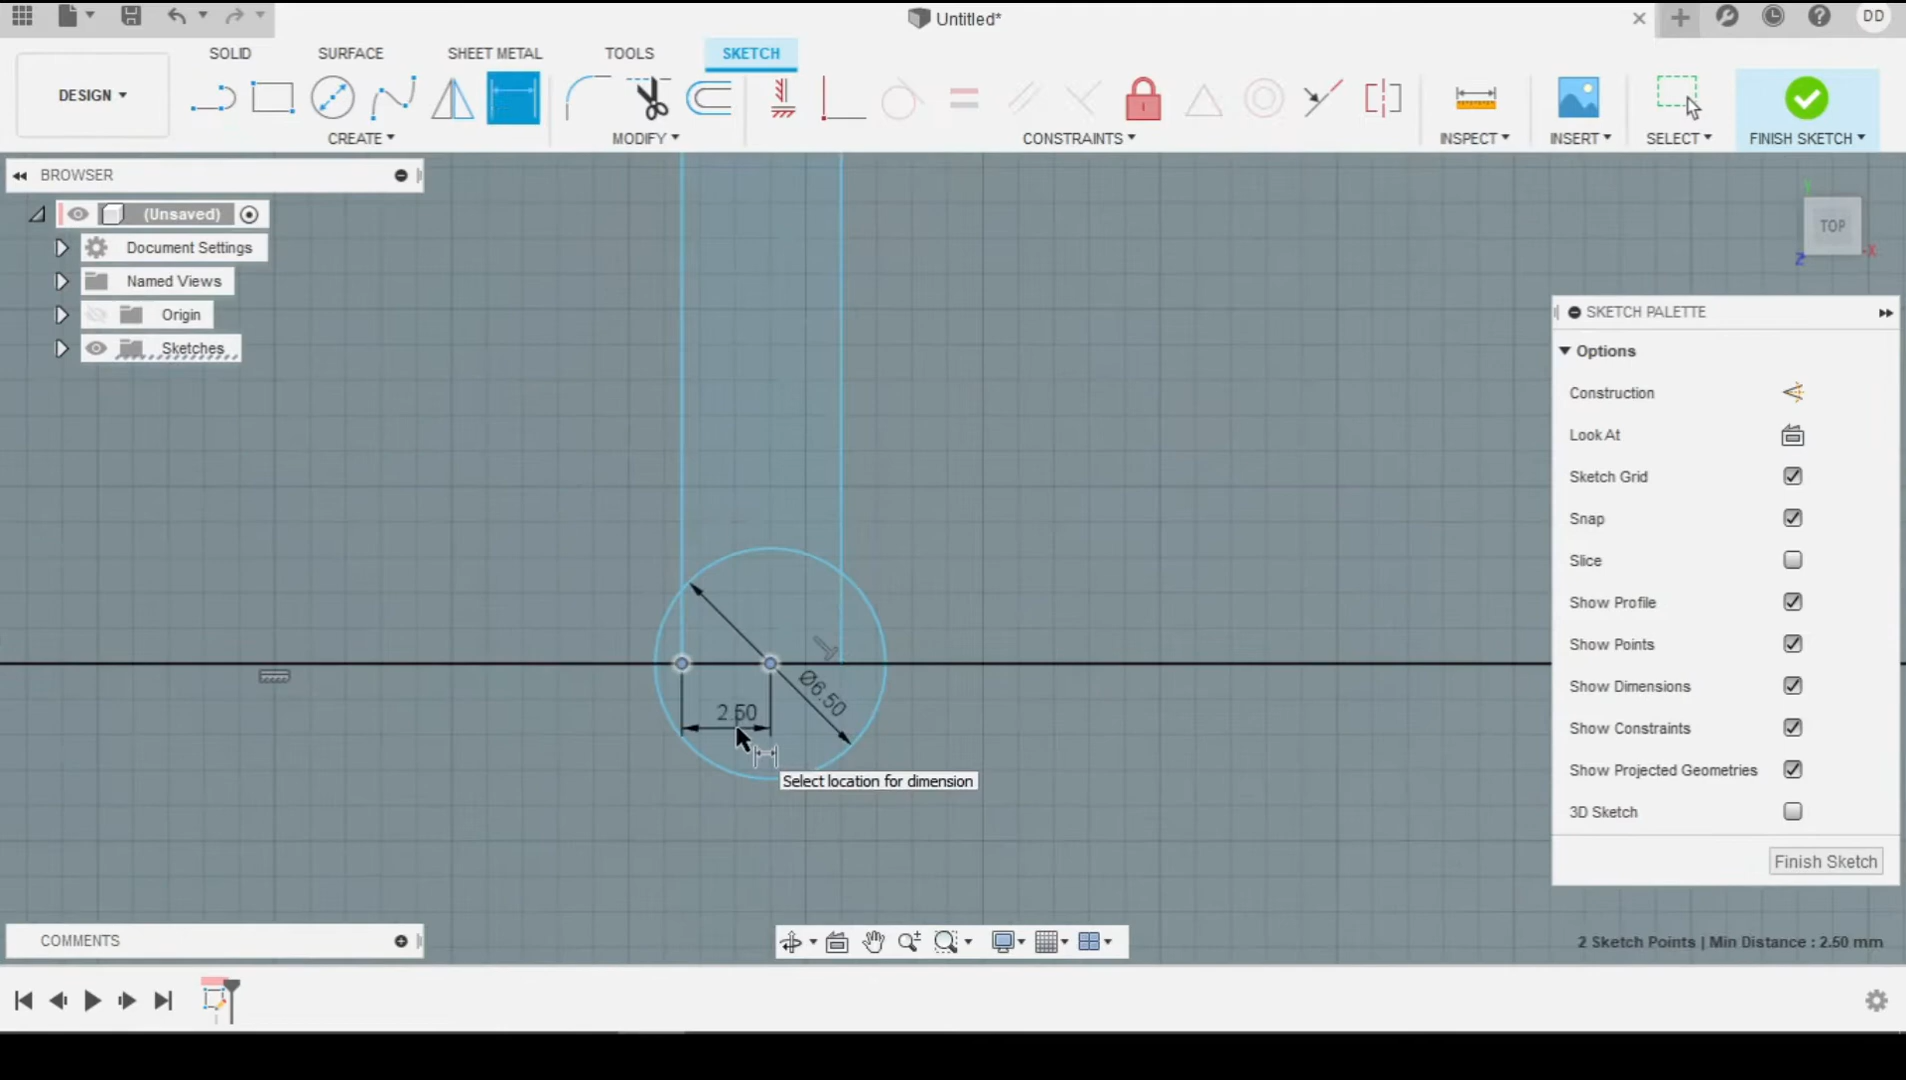 Untitled*
DD
SOLID
SURFACE
SHEET METAL
TOOLS
SKETCH
DESIGN
CREATE
MODIFY
CONSTRAINTS
INSPECT
INSERT
SELECT
FINISH SKETCH
BROWSER
(Unsaved)
Document Settings
Named Views
Origin
Sketches
Y
TOP
X
Z
SKETCH PALETTE
Options
Construction
Look At
Sketch Grid
Snap
Slice
Show Profile
Show Points
Show Dimensions
Show Constraints
Show Projected Geometries
3D Sketch
Finish Sketch
Ø6.50
2.50
Select location for dimension
COMMENTS
2 Sketch Points | Min Distance : 2.50 mm